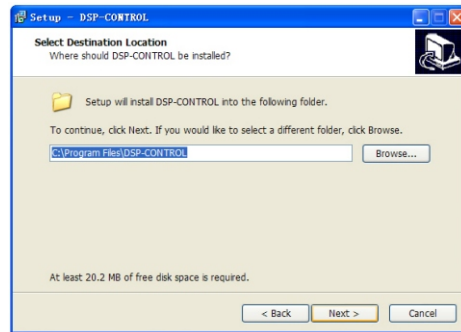 Setup - DSP-CONTROL
Select Destination Location
Where should DSP-CONTROL be installed?
Setup will install DSP-CONTROL into the following folder.
To continue, click Next. If you would like to select a different folder, click Browse.
C:\Program Files\DSP-CONTROL
Browse...
At least 20.2 MB of free disk space is required.
< Back
Next >
Cancel